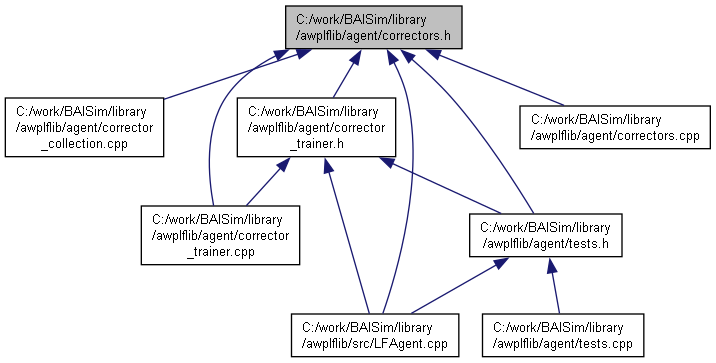 C:/work/BAISim/library
/awplflib/agent/correctors.h
C:/work/BAISim/library
/awplflib/agent/corrector
_collection.cpp
C:/work/BAISim/library
/awplflib/agent/corrector
_trainer.h
C:/work/BAISim/library
/awplflib/agent/correctors.cpp
C:/work/BAISim/library
/awplflib/agent/corrector
_trainer.cpp
C:/work/BAISim/library
/awplflib/agent/tests.h
C:/work/BAISim/library
/awplflib/src/LFAgent.cpp
C:/work/BAISim/library
/awplflib/agent/tests.cpp